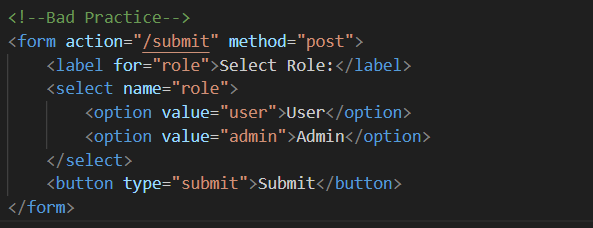 <!--Bad Practice-->
<form action="/submit" method="post">
    <label for="role">Select Role:</label>
    <select name="role">
        <option value="user">User</option>
        <option value="admin">Admin</option>
    </select>
    <button type="submit">Submit</button>
</form>